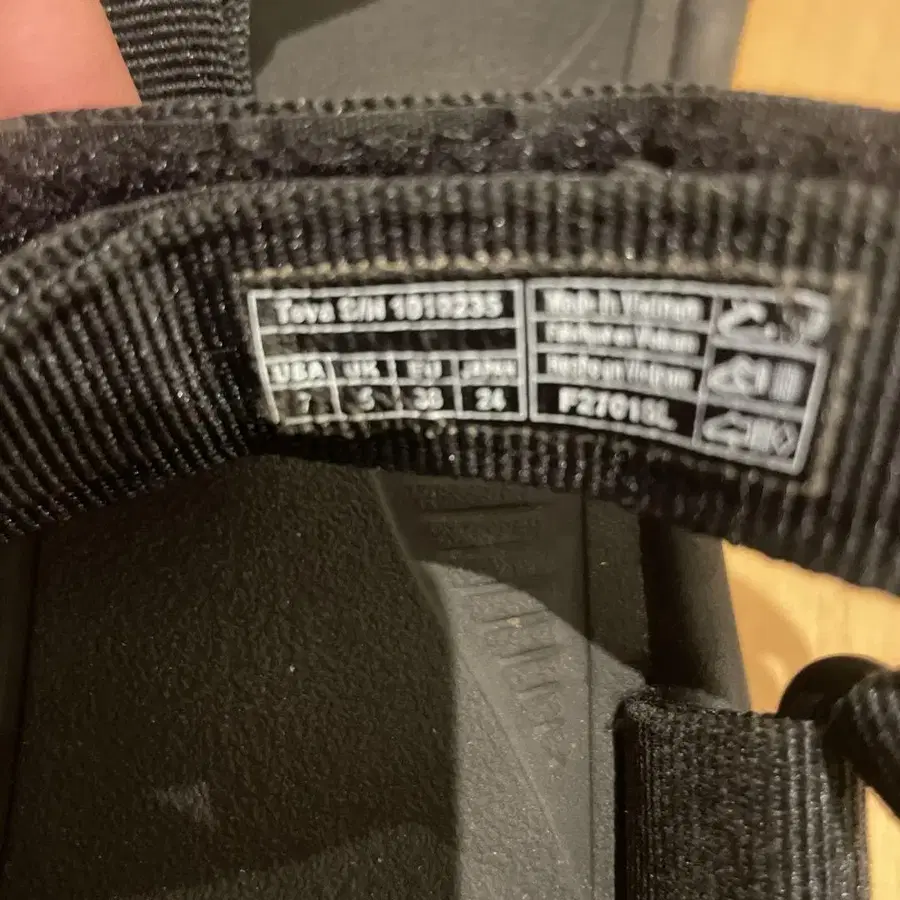 Teva S/N 1019235
USA UK EU JAPAN
7 5 38 24
Made in Vietnam
Fabriqué au Vietnam
Hecho en Vietnam
F27018L